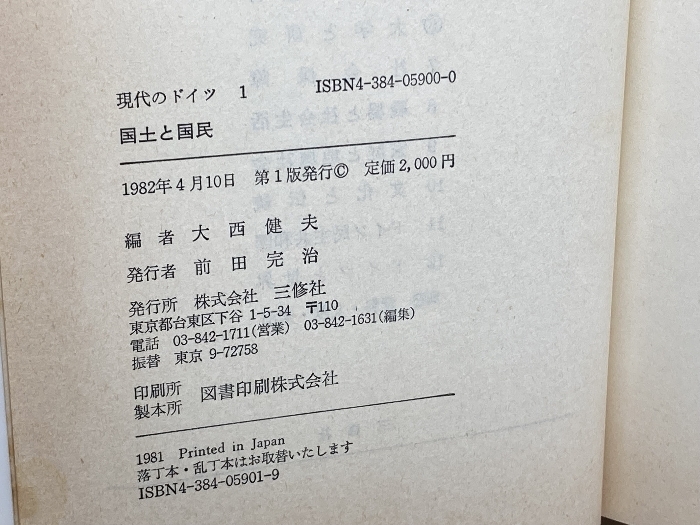 現代のドイツ 1 ISBN4-384-05900-0
国土と国民
1982年4月10日 第1版発行© 定価2,000円
編者 大西健夫
発行者 前田完治
発行所 株式会社 三修社
東京都台東区下谷 1-5-34 〒110
電話 03-842-1711(営業) 03-842-1631(編集)
振替 東京 9-72758
印刷所 図書印刷株式会社
製本所
1981 Printed in Japan
落丁本・乱丁本はお取替いたします
ISBN4-384-05901-9